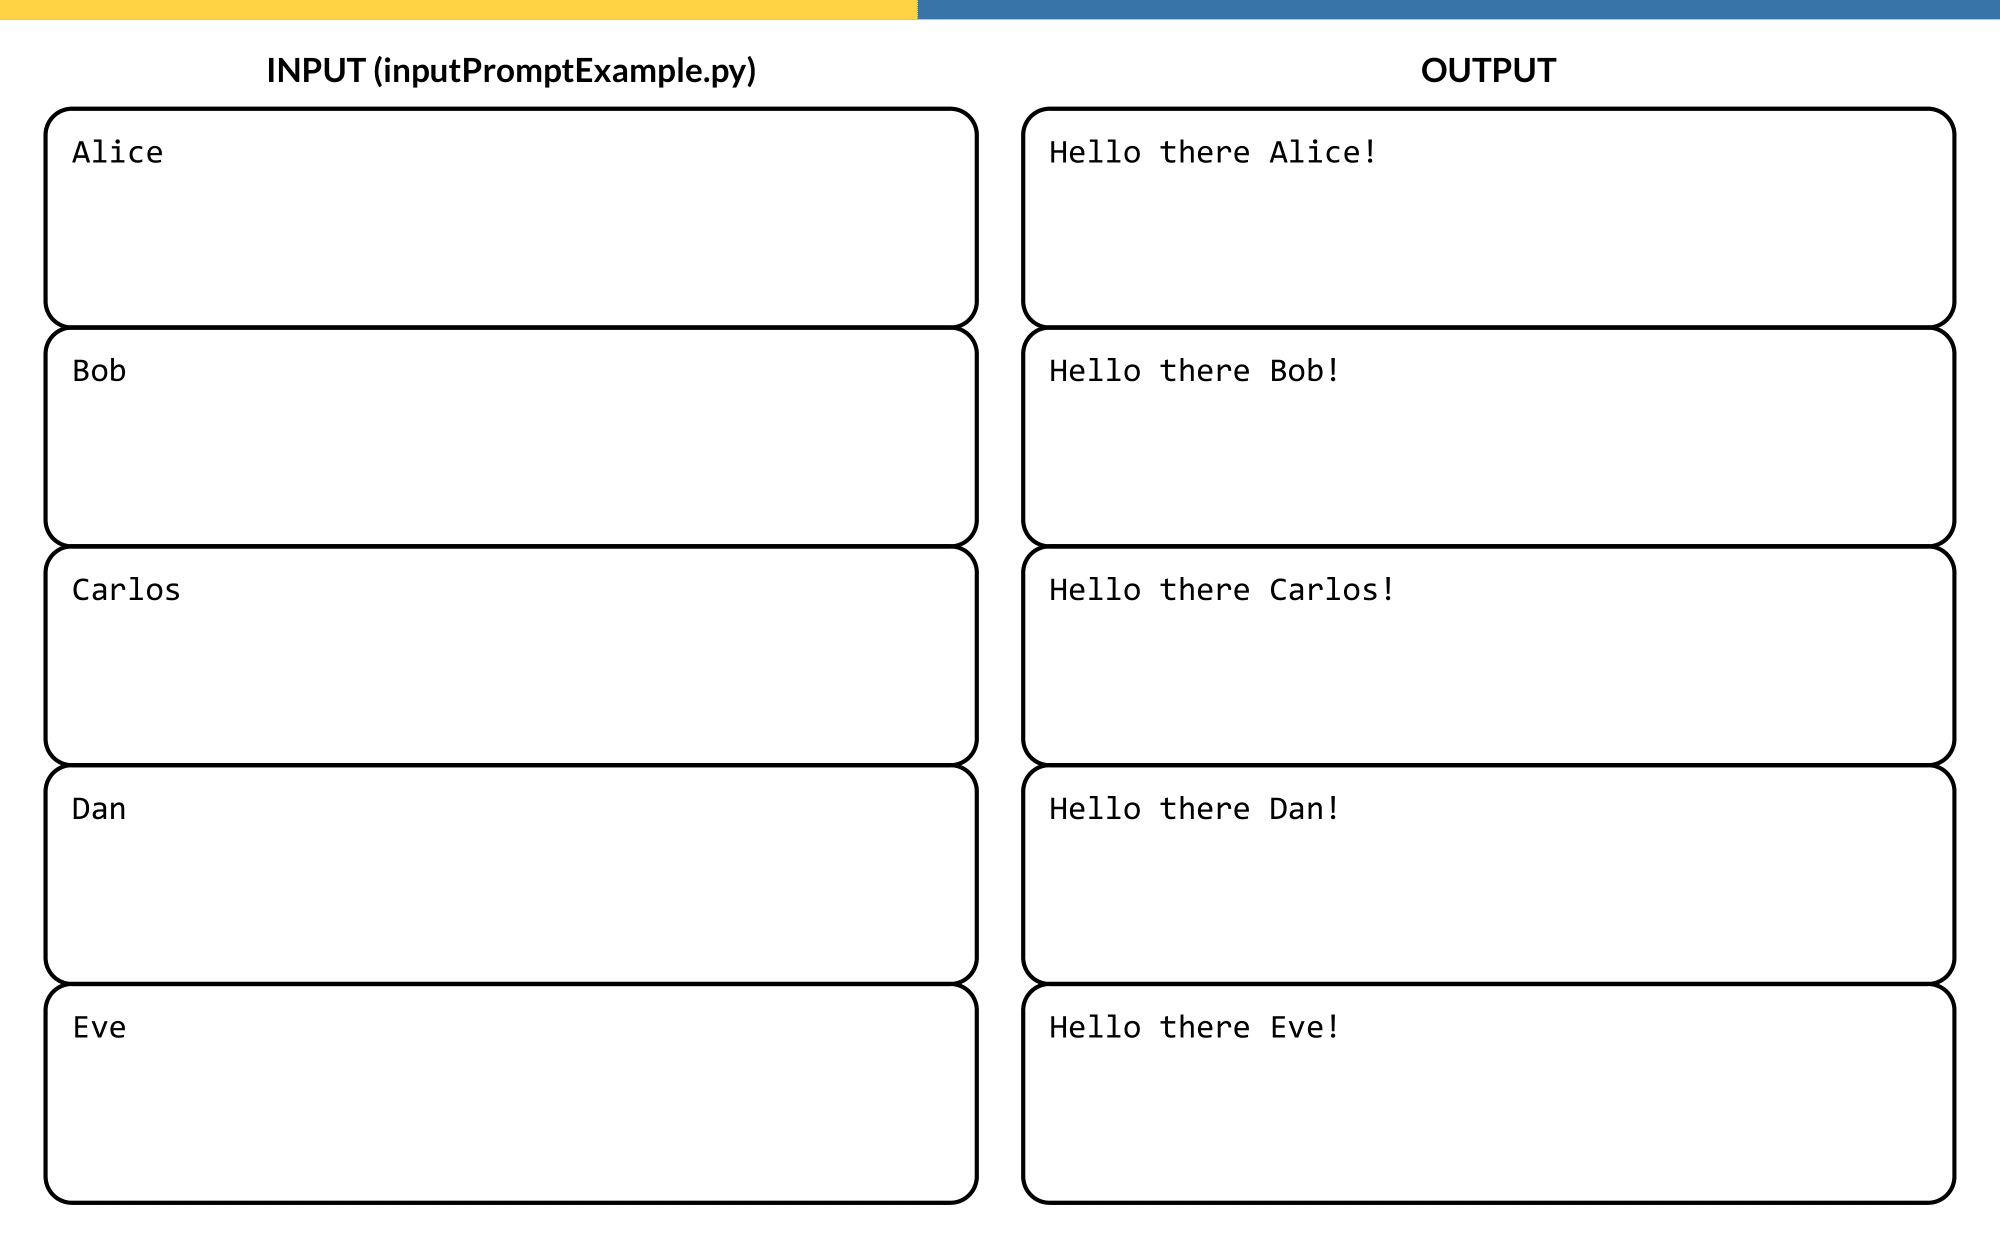 INPUT (inputPromptExample.py)
OUTPUT
Alice
Hello there Alice!
Bob
Hello there Bob!
Carlos
Hello there Carlos!
Dan
Hello there Dan!
Eve
Hello there Eve!